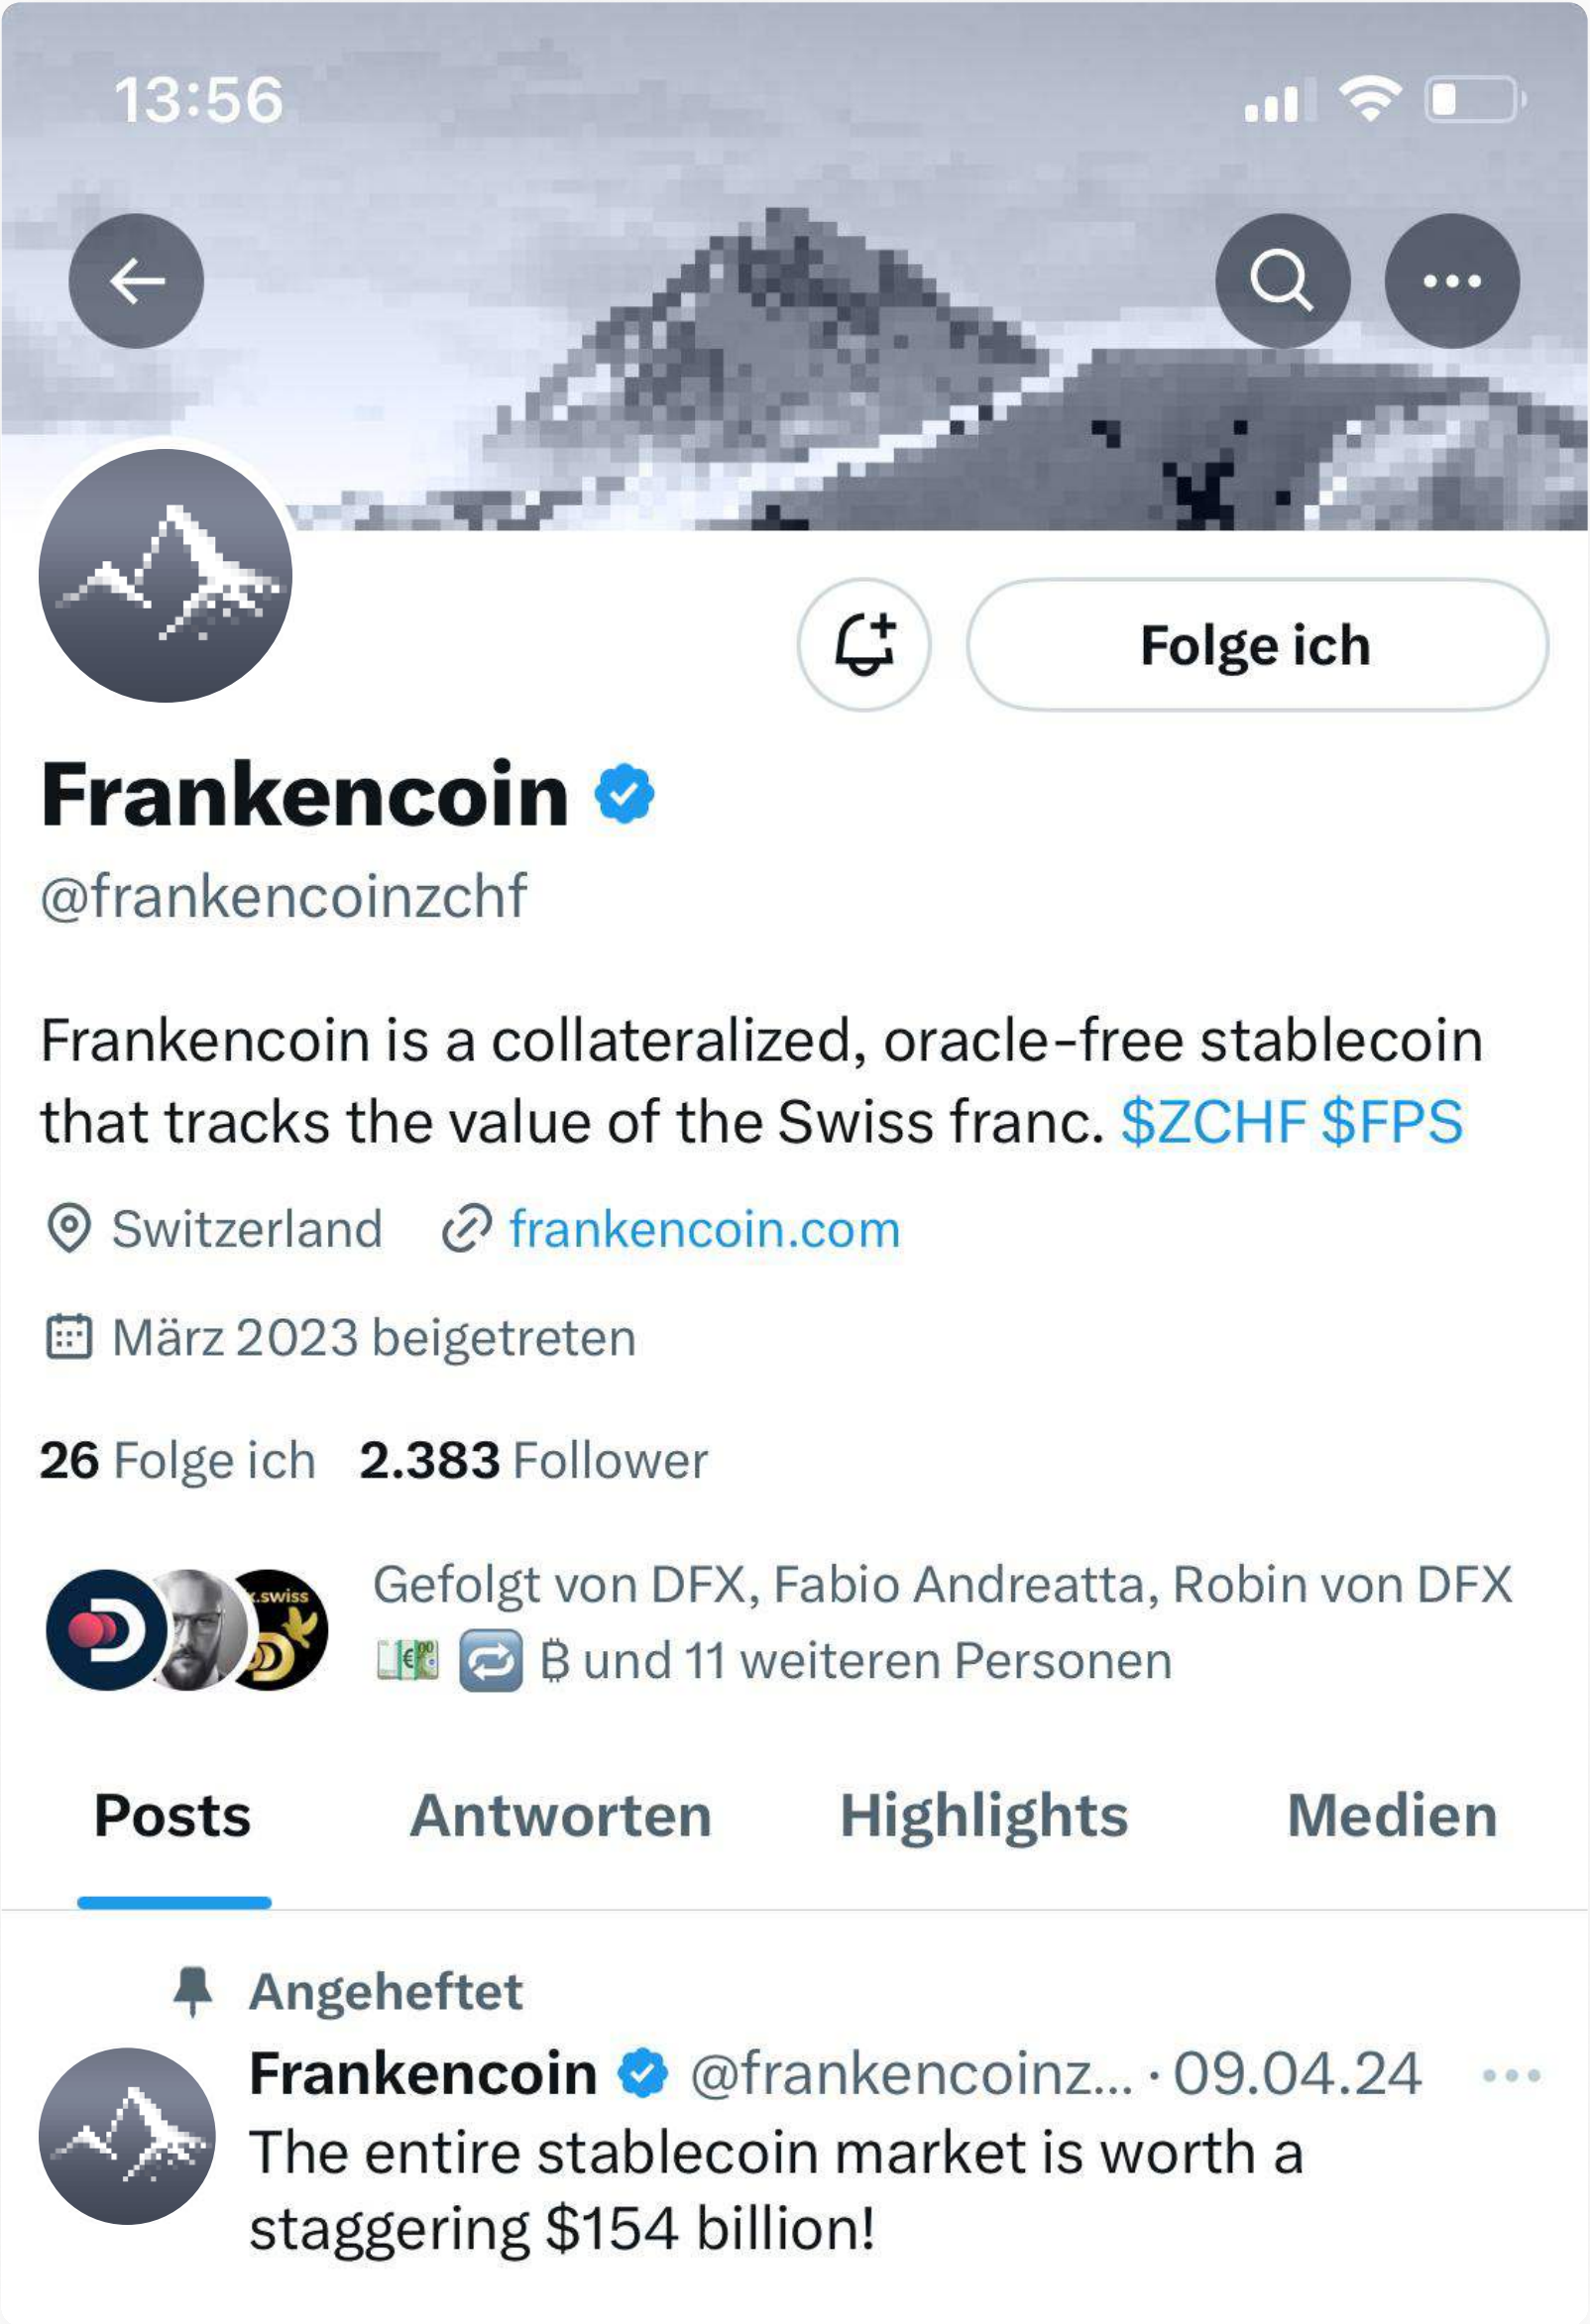 13:56
Folge ich
Frankencoin
@frankencoinzchf
Frankencoin is a collateralized, oracle-free stablecoin
that tracks the value of the Swiss franc. $ZCHF $FPS
Switzerland frankencoin.com
März 2023 beigetreten
26 Folge ich 2.383 Follower
.swiss
Gefolgt von DFX, Fabio Andreatta, Robin von DFX
💶 🔁 ₿ und 11 weiteren Personen
Posts Antworten Highlights Medien
Angeheftet
Frankencoin @frankencoinz... · 09.04.24
The entire stablecoin market is worth a
staggering $154 billion!